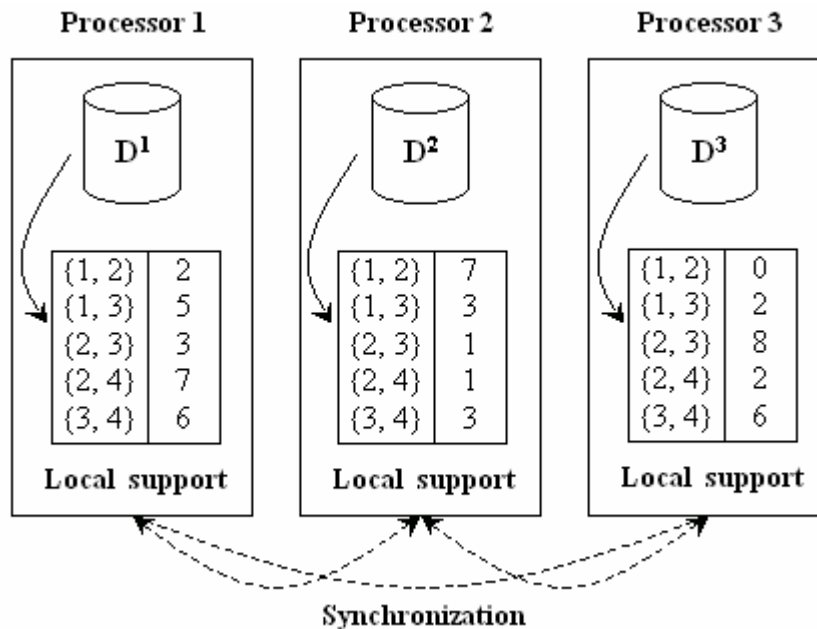 Processor 1 Processor 2 Processor 3
D¹ D² D³
{1, 2} 2 {1, 2} 7 {1, 2} 0
{1, 3} 5 {1, 3} 3 {1, 3} 2
{2, 3} 3 {2, 3} 1 {2, 3} 8
{2, 4} 7 {2, 4} 1 {2, 4} 2
{3, 4} 6 {3, 4} 3 {3, 4} 6
Local support Local support Local support
Synchronization